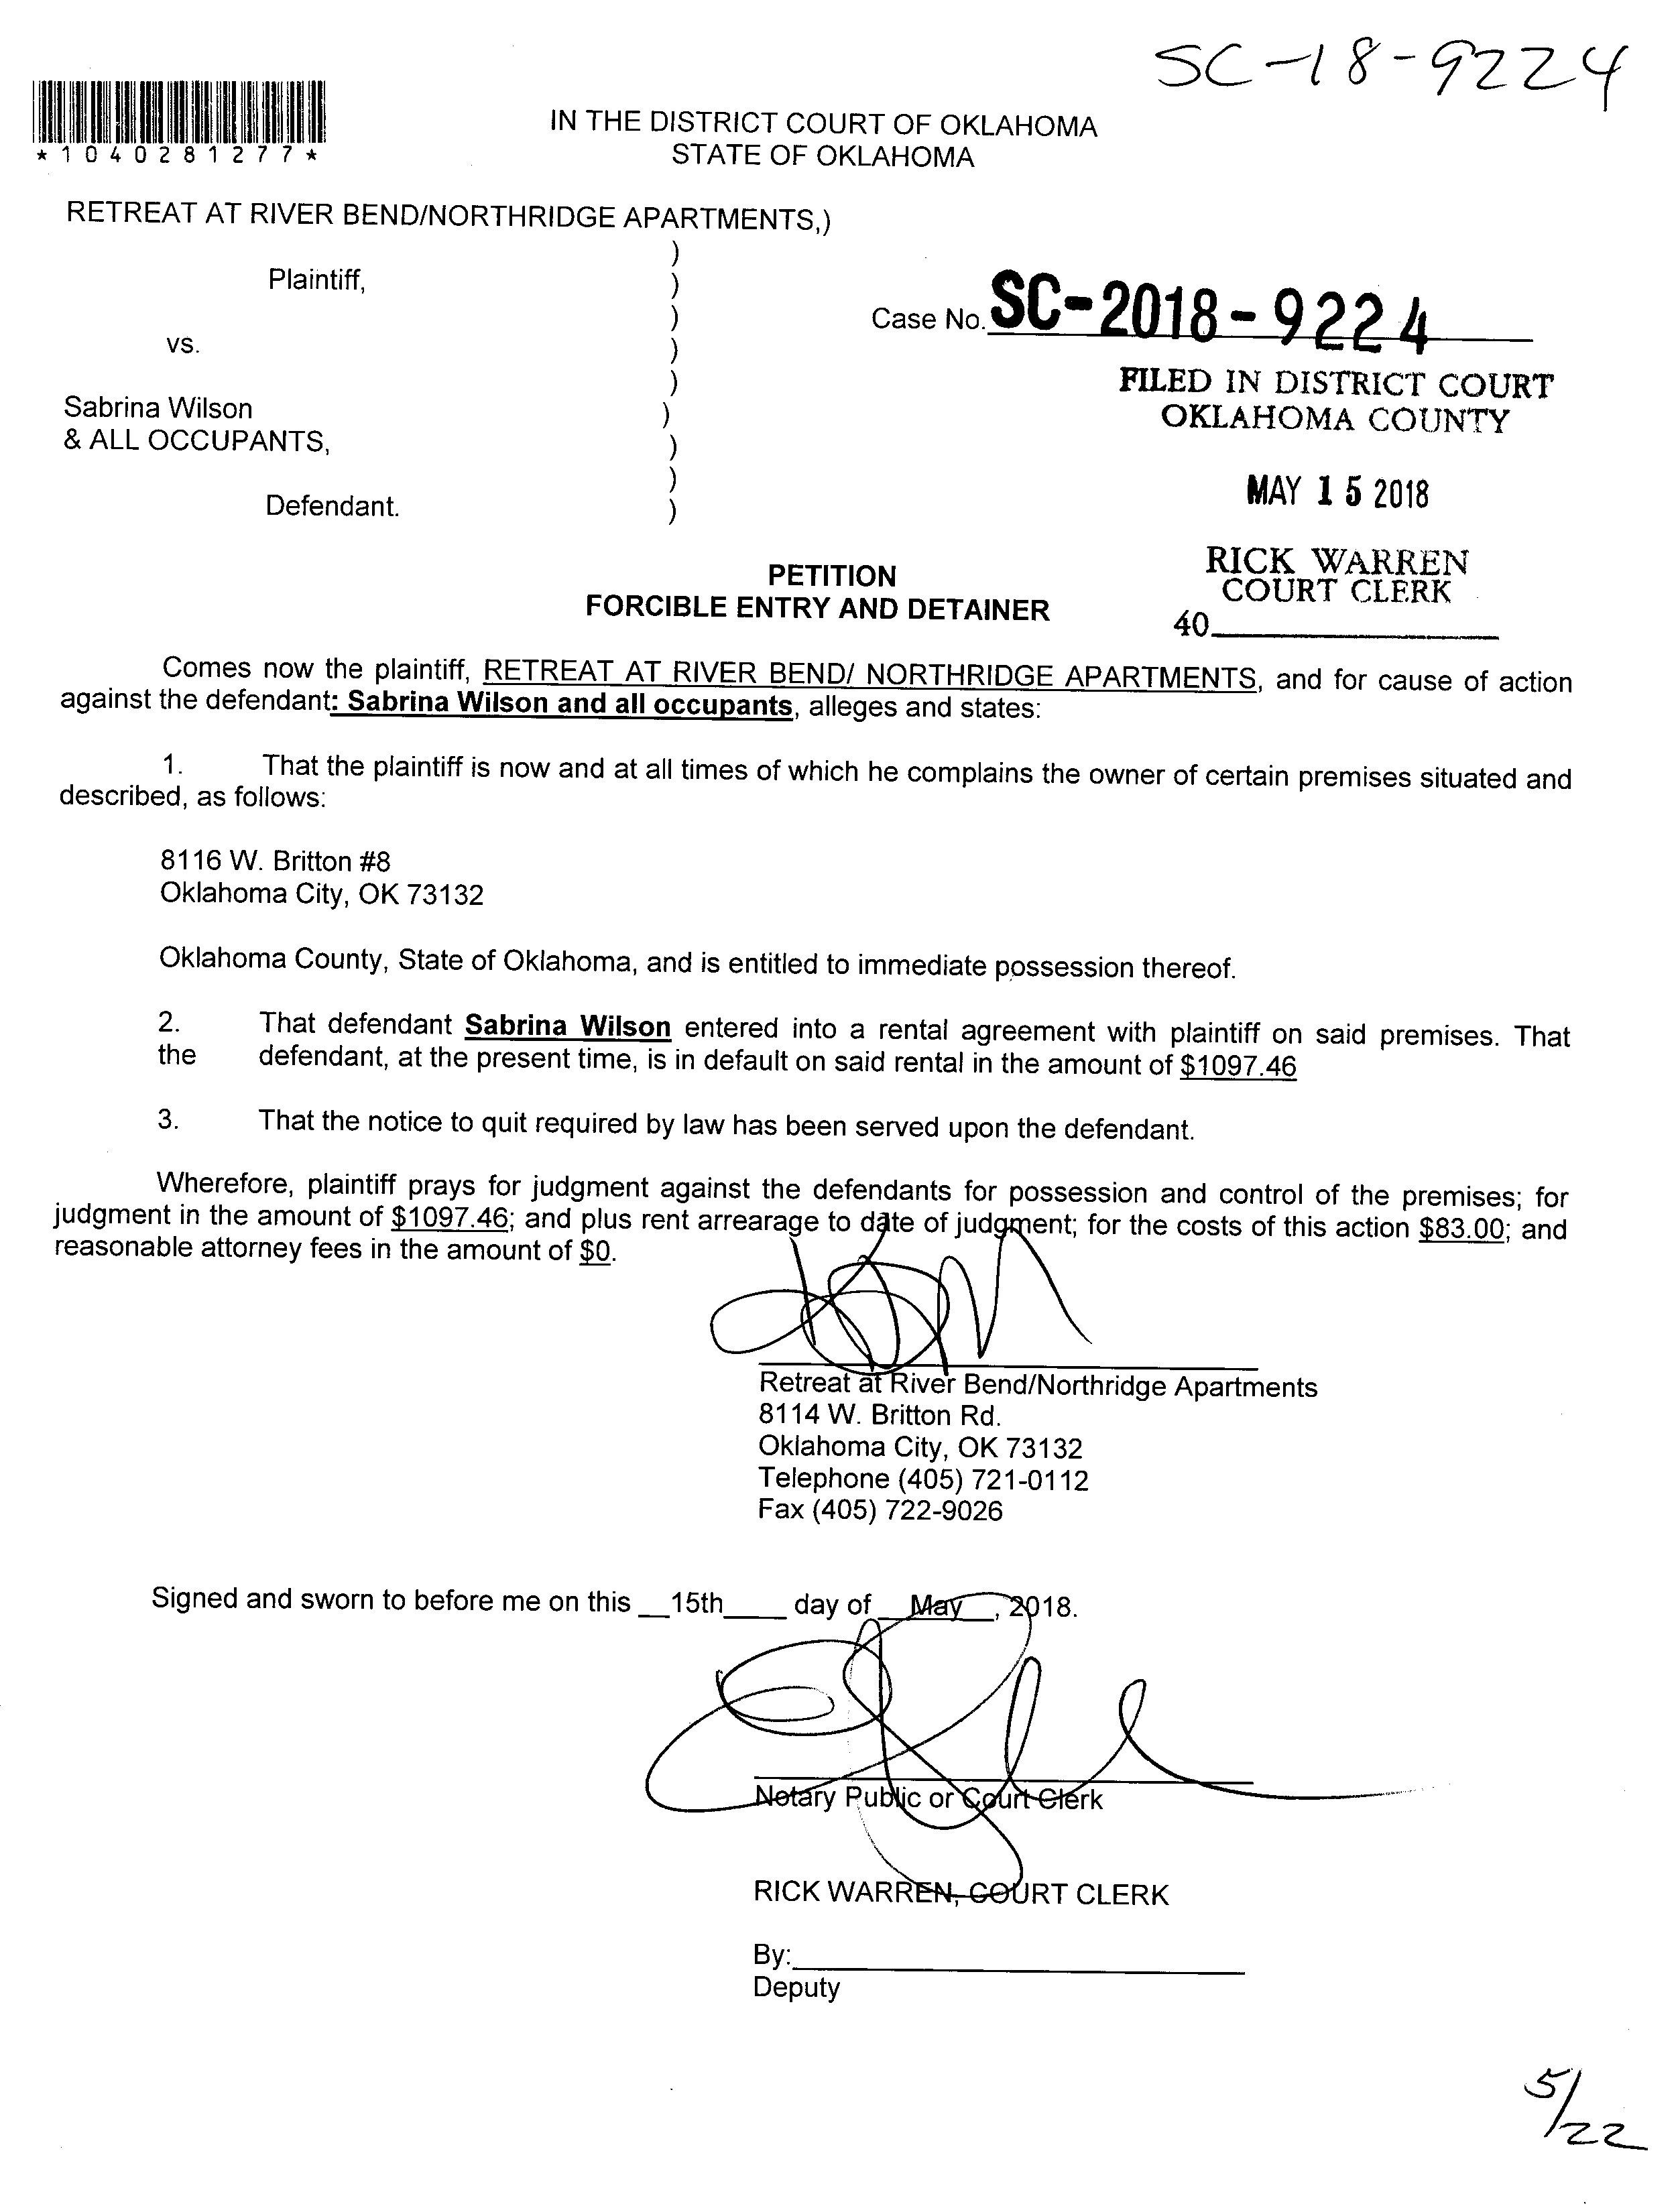 SC-18-9224
*1040281277*
IN THE DISTRICT COURT OF OKLAHOMA
STATE OF OKLAHOMA
RETREAT AT RIVER BEND/NORTHRIDGE APARTMENTS,)
)
Plaintiff, )
)
Case No. SC-2018-9224
vs. )
)
FILED IN DISTRICT COURT
OKLAHOMA COUNTY
Sabrina Wilson )
& ALL OCCUPANTS, )
)
MAY 15 2018
Defendant. )
RICK WARREN
COURT CLERK
40
PETITION
FORCIBLE ENTRY AND DETAINER
Comes now the plaintiff, RETREAT AT RIVER BEND/ NORTHRIDGE APARTMENTS, and for cause of action
against the defendant: Sabrina Wilson and all occupants, alleges and states:
1. That the plaintiff is now and at all times of which he complains the owner of certain premises situated and
described, as follows:
8116 W. Britton #8
Oklahoma City, OK 73132
Oklahoma County, State of Oklahoma, and is entitled to immediate possession thereof.
2. That defendant Sabrina Wilson entered into a rental agreement with plaintiff on said premises. That
the defendant, at the present time, is in default on said rental in the amount of $1097.46
3. That the notice to quit required by law has been served upon the defendant.
Wherefore, plaintiff prays for judgment against the defendants for possession and control of the premises; for
judgment in the amount of $1097.46; and plus rent arrearage to date of judgment; for the costs of this action $83.00; and
reasonable attorney fees in the amount of $0.
Retreat at River Bend/Northridge Apartments
8114 W. Britton Rd.
Oklahoma City, OK 73132
Telephone (405) 721-0112
Fax (405) 722-9026
Signed and sworn to before me on this __15th____ day of __May__, 2018.
Notary Public or Court Clerk
RICK WARREN, COURT CLERK
By:
Deputy
5/22